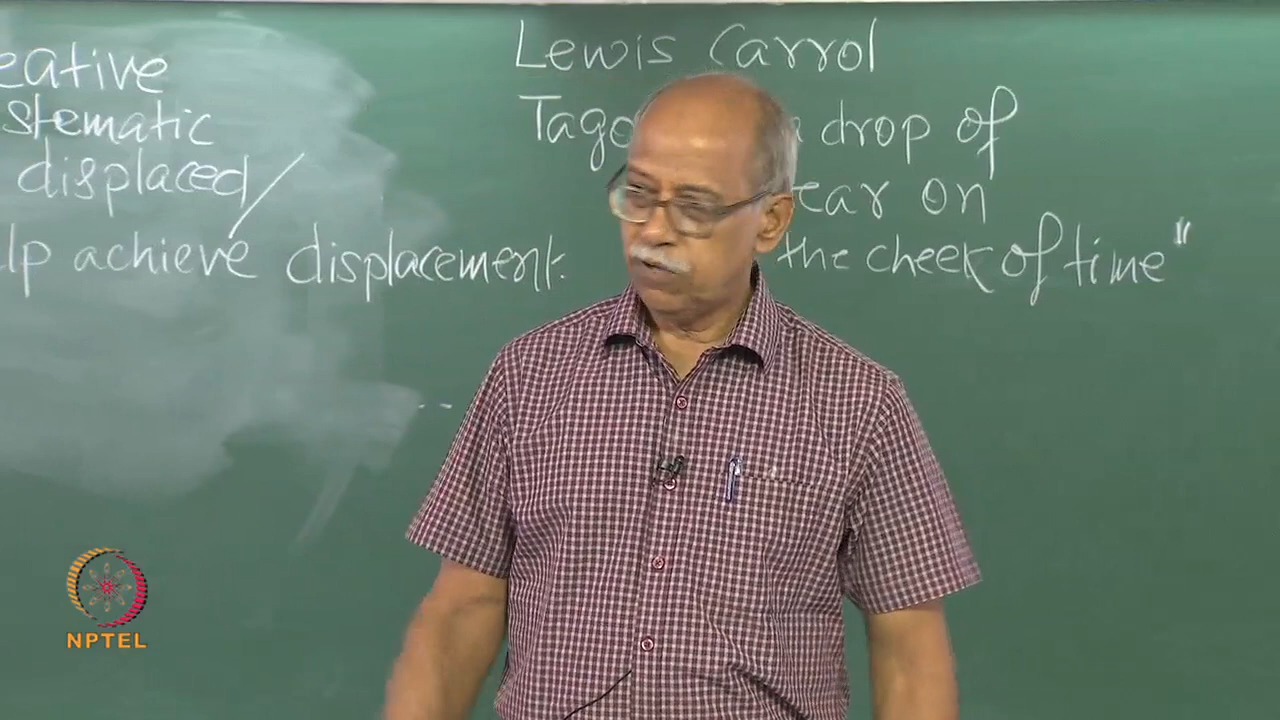 eative
stematic
displaced/
lp achieve displacement.
Lewis Carrol
Tago drop of
ear on
the cheek of time"
NPTEL